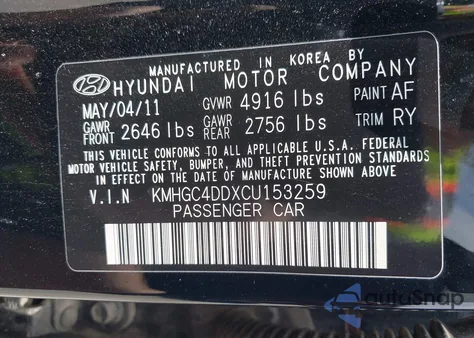 MANUFACTURED IN KOREA BY
HYUNDAI MOTOR COMPANY
MAY/04/11 GVWR 4916 lbs PAINT AF
GAWR FRONT 2646 lbs GAWR REAR 2756 lbs TRIM RY
THIS VEHICLE CONFORMS TO ALL APPLICABLE U.S.A. FEDERAL
MOTOR VEHICLE SAFETY, BUMPER, AND THEFT PREVENTION STANDARDS
IN EFFECT ON THE DATE OF MANUFACTURE SHOWN ABOVE.
V.I.N KMHGC4DDXCU153259
PASSENGER CAR
autoSnap